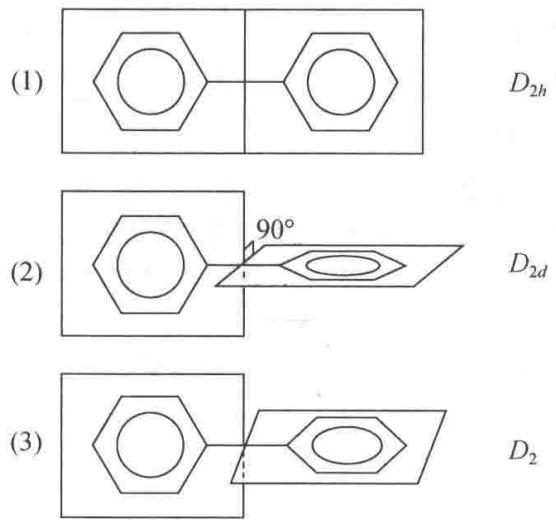 (1) D2h
90°
(2) D2d
(3) D2